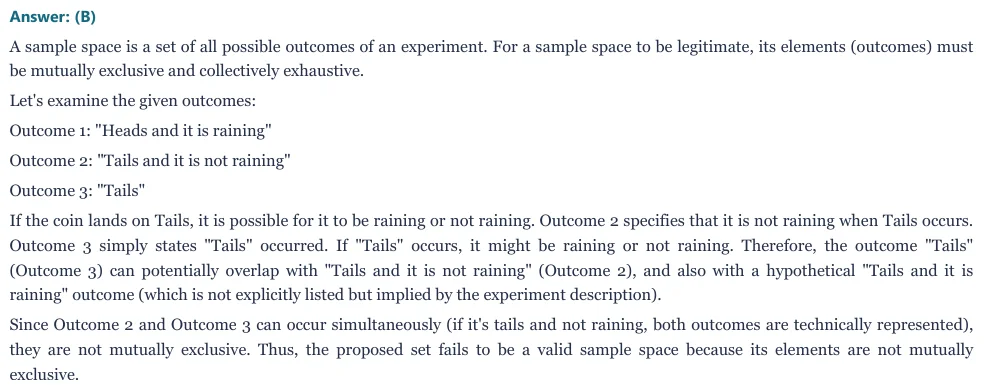 Answer: (B)
A sample space is a set of all possible outcomes of an experiment. For a sample space to be legitimate, its elements (outcomes) must
be mutually exclusive and collectively exhaustive.
Let's examine the given outcomes:
Outcome 1: "Heads and it is raining"
Outcome 2: "Tails and it is not raining"
Outcome 3: "Tails"
If the coin lands on Tails, it is possible for it to be raining or not raining. Outcome 2 specifies that it is not raining when Tails occurs.
Outcome 3 simply states "Tails" occurred. If "Tails" occurs, it might be raining or not raining. Therefore, the outcome "Tails"
(Outcome 3) can potentially overlap with "Tails and it is not raining" (Outcome 2), and also with a hypothetical "Tails and it is
raining" outcome (which is not explicitly listed but implied by the experiment description).
Since Outcome 2 and Outcome 3 can occur simultaneously (if it's tails and not raining, both outcomes are technically represented),
they are not mutually exclusive. Thus, the proposed set fails to be a valid sample space because its elements are not mutually
exclusive.